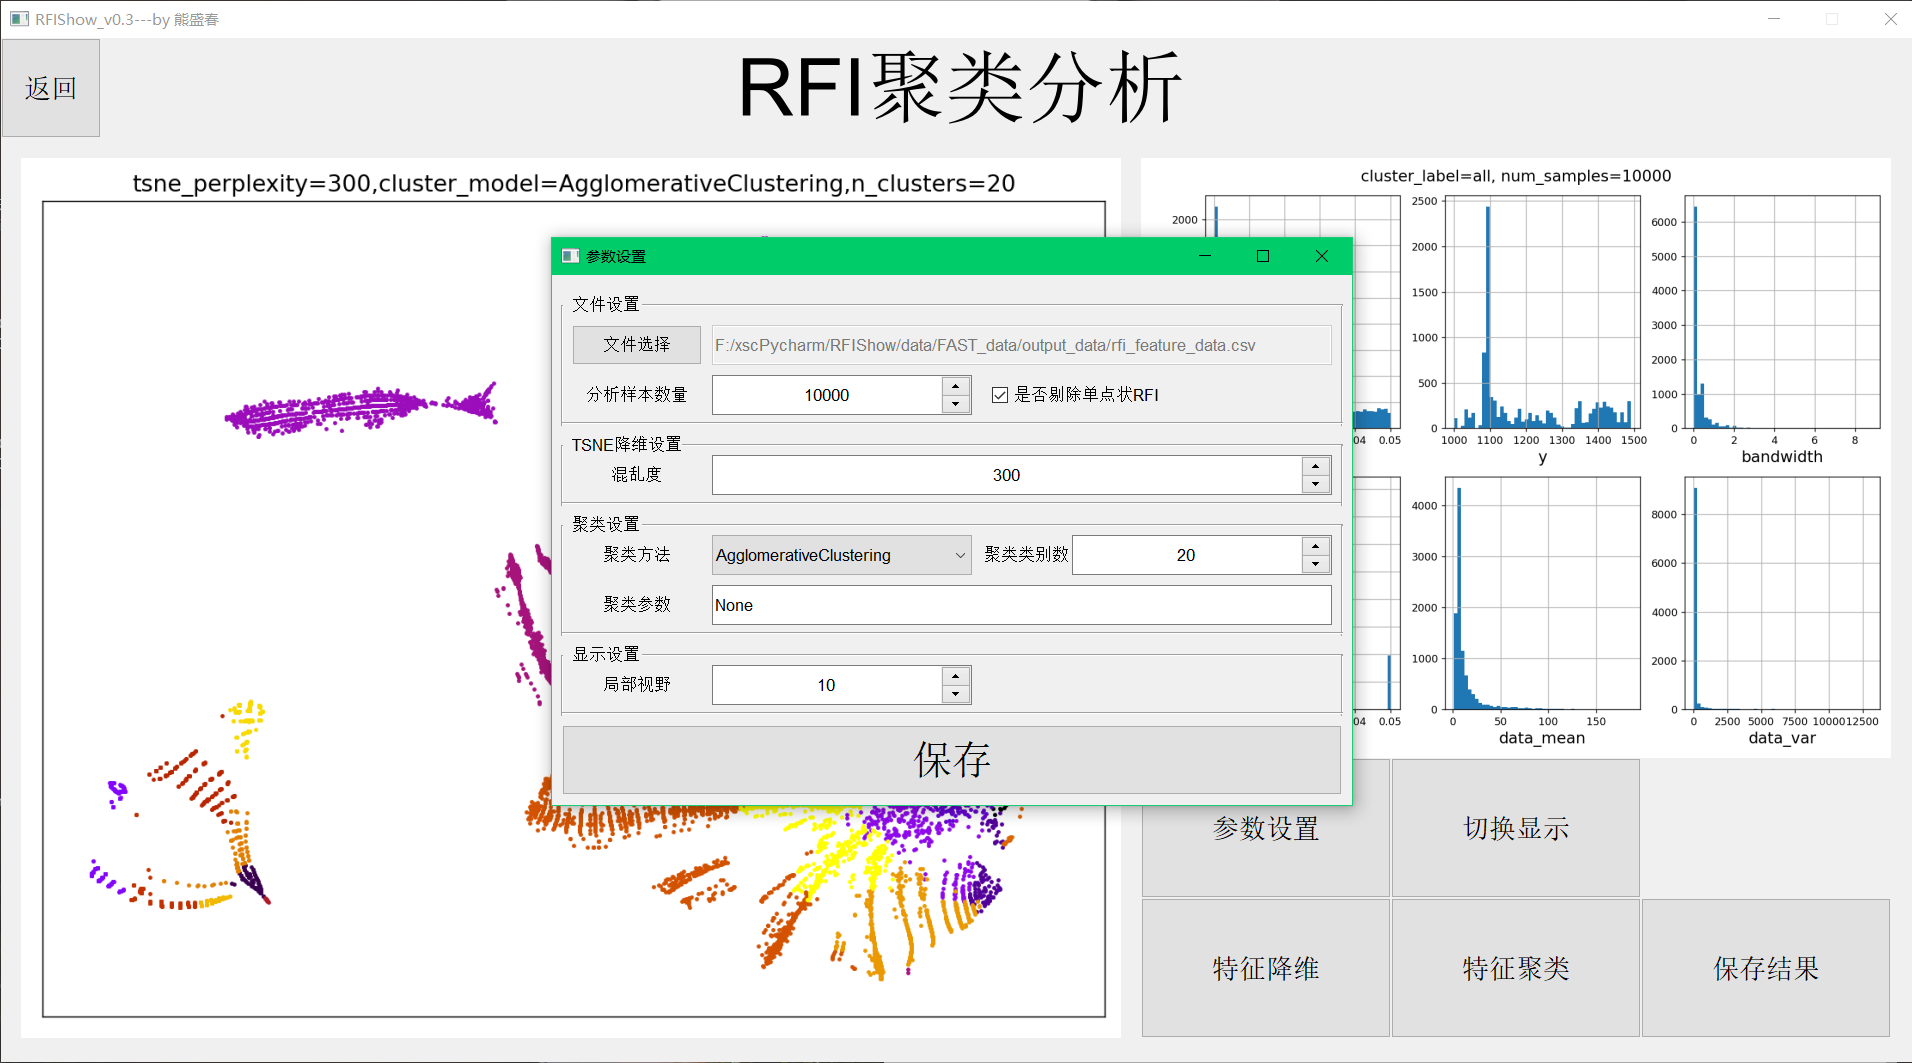 RFIShow_v0.3---by 熊盛春
返回
RFI聚类分析
tsne_perplexity=300,cluster_model=AgglomerativeClustering,n_clusters=20
cluster_label=all, num_samples=10000
2000
04 0.05
2500
2000
1500
1000
500
0
1000 1100 1200 1300 1400 1500
y
6000
5000
4000
3000
2000
1000
0
0 2 4 6 8
bandwidth
04 0.05
4000
3000
2000
1000
0
0 50 100 150
data_mean
8000
6000
4000
2000
0
0 2500 5000 7500 10000 12500
data_var
参数设置
文件设置
文件选择 F:/xscPycharm/RFIShow/data/FAST_data/output_data/rfi_feature_data.csv
分析样本数量 10000 是否剔除单点状RFI
TSNE降维设置
混乱度 300
聚类设置
聚类方法 AgglomerativeClustering 聚类类别数 20
聚类参数 None
显示设置
局部视野 10
保存
参数设置 切换显示
特征降维 特征聚类 保存结果